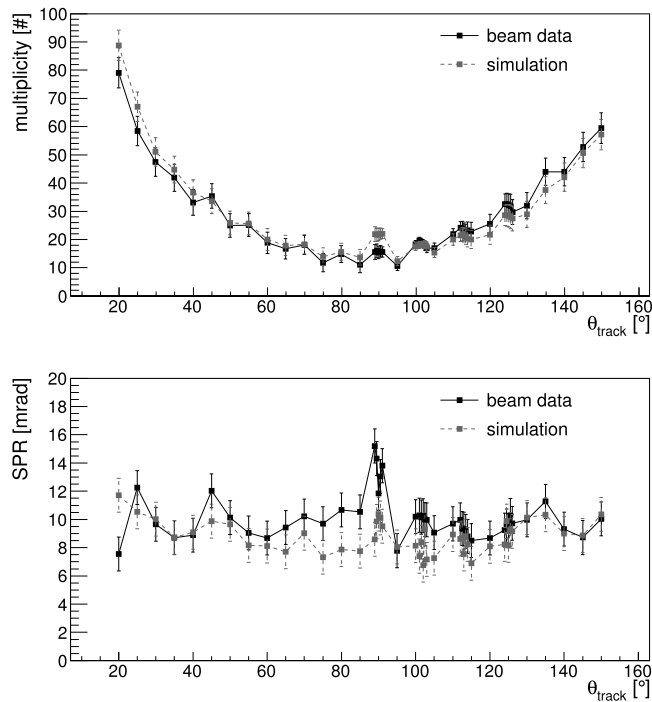 multiplicity [#]
100
90
80
70
60
50
40
30
20
10
0
beam data
simulation
20 40 60 80 100 120 140 160
θtrack [°]
SPR [mrad]
20
18
16
14
12
10
8
6
4
2
0
beam data
simulation
20 40 60 80 100 120 140 160
θtrack [°]